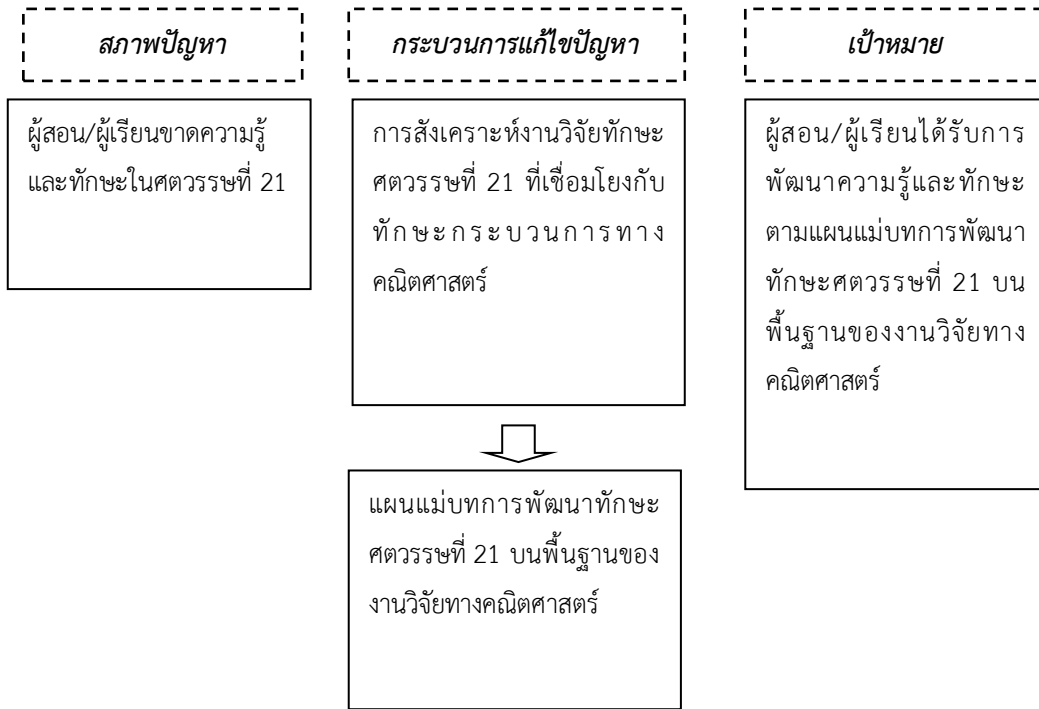 สภาพปัญหา
กระบวนการแก้ไขปัญหา
เป้าหมาย
ผู้สอน/ผู้เรียนขาดความรู้
และทักษะในศตวรรษที่ 21
การสังเคราะห์งานวิจัยทักษะ
ศตวรรษที่ 21 ที่เชื่อมโยงกับ
ทักษะกระบวนการทาง
คณิตศาสตร์
แผนแม่บทการพัฒนาทักษะ
ศตวรรษที่ 21 บนพื้นฐานของ
งานวิจัยทางคณิตศาสตร์
ผู้สอน/ผู้เรียนได้รับการ
พัฒนาความรู้และทักษะ
ตามแผนแม่บทการพัฒนา
ทักษะศตวรรษที่ 21 บน
พื้นฐานของงานวิจัยทาง
คณิตศาสตร์